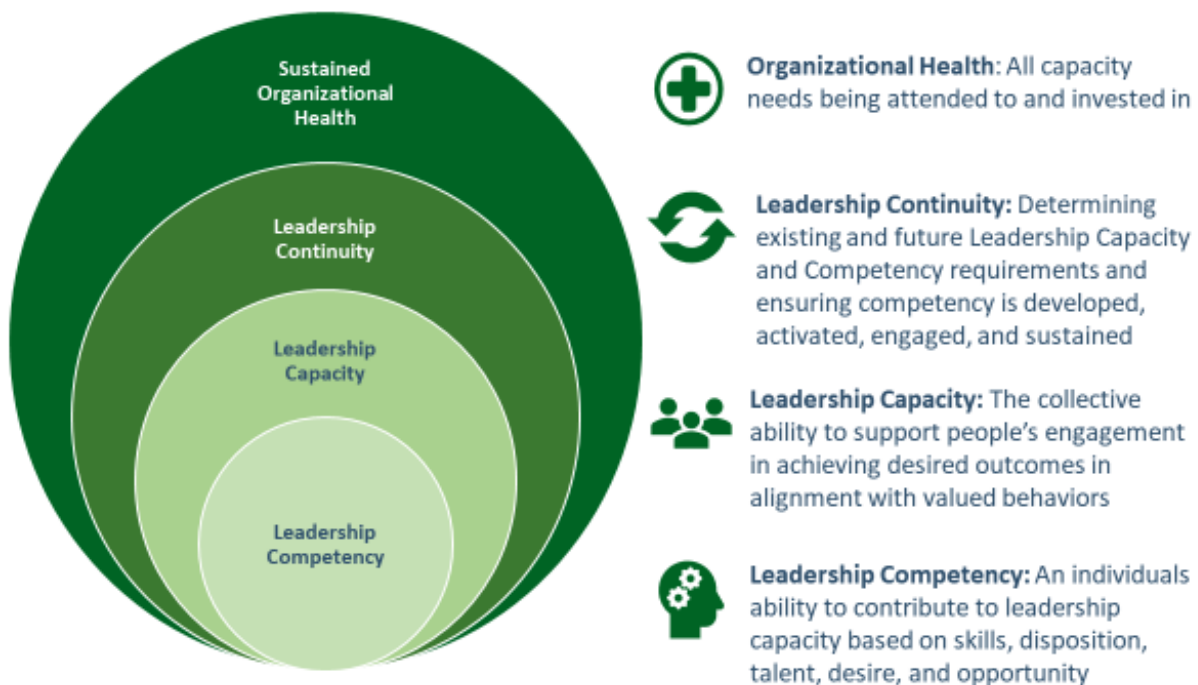 Sustained
Organizational
Health
Leadership
Continuity
Leadership
Capacity
Leadership
Competency
Organizational Health: All capacity
needs being attended to and invested in
Leadership Continuity: Determining
existing and future Leadership Capacity
and Competency requirements and
ensuring competency is developed,
activated, engaged, and sustained
Leadership Capacity: The collective
ability to support people’s engagement
in achieving desired outcomes in
alignment with valued behaviors
Leadership Competency: An individuals
ability to contribute to leadership
capacity based on skills, disposition,
talent, desire, and opportunity